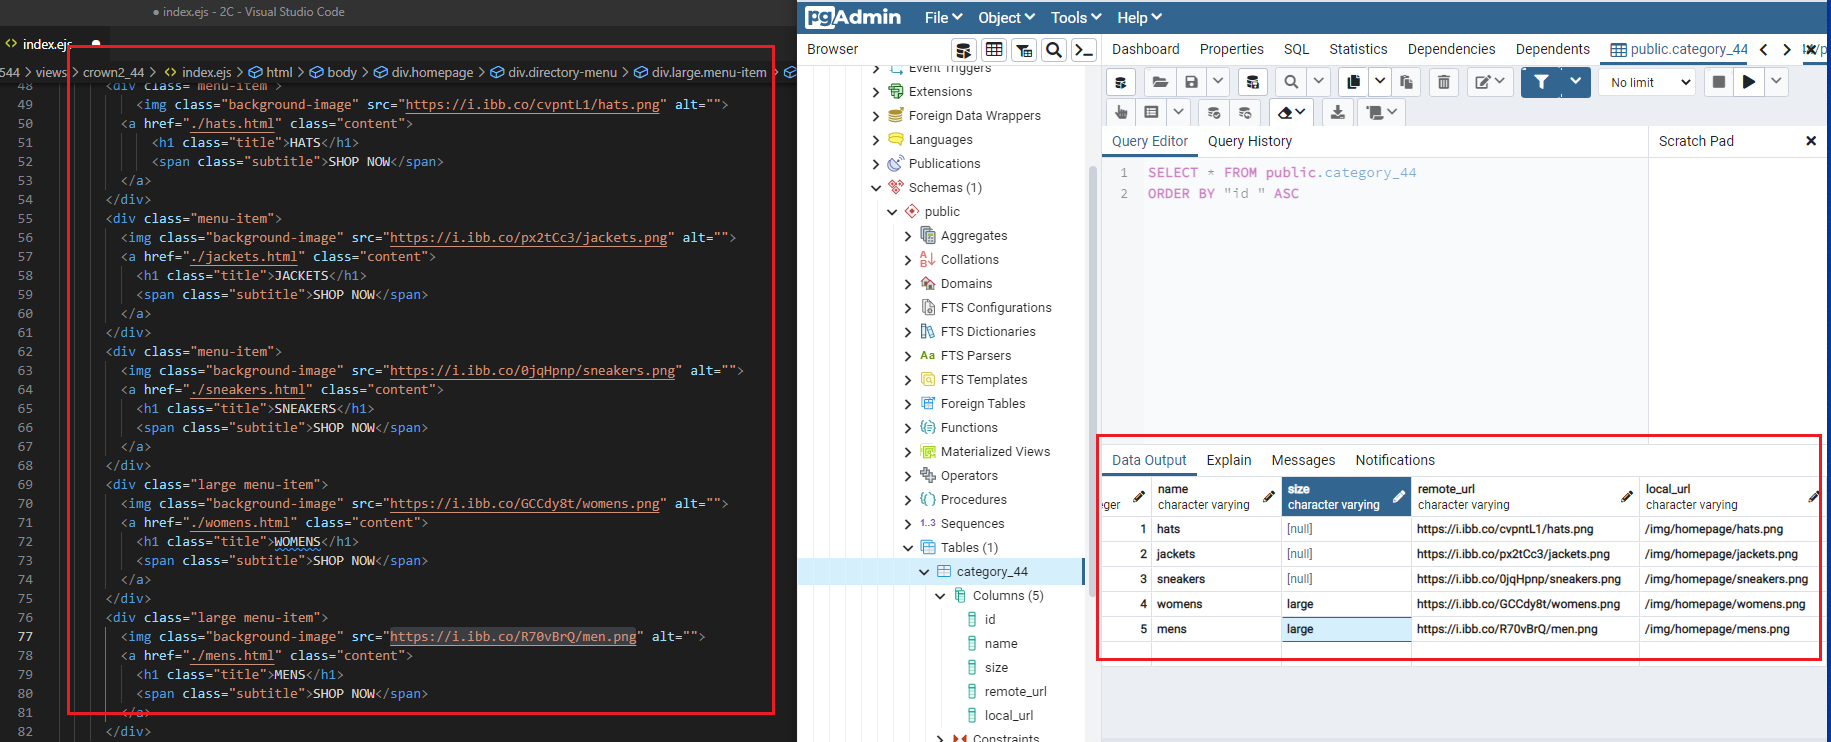 ● index.ejs - 2C - Visual Studio Code
<> index.ejs ●
544 > views > crown2_44 > <> index.ejs > html > body > div.homepage > div.directory-menu > div.large.menu-item >
48 <div class="menu-item">
49 <img class="background-image" src="https://i.ibb.co/cvpntL1/hats.png" alt="">
50 <a href="./hats.html" class="content">
51 <h1 class="title">HATS</h1>
52 <span class="subtitle">SHOP NOW</span>
53 </a>
54 </div>
55 <div class="menu-item">
56 <img class="background-image" src="https://i.ibb.co/px2tCc3/jackets.png" alt="">
57 <a href="./jackets.html" class="content">
58 <h1 class="title">JACKETS</h1>
59 <span class="subtitle">SHOP NOW</span>
60 </a>
61 </div>
62 <div class="menu-item">
63 <img class="background-image" src="https://i.ibb.co/0jqHpnp/sneakers.png" alt="">
64 <a href="./sneakers.html" class="content">
65 <h1 class="title">SNEAKERS</h1>
66 <span class="subtitle">SHOP NOW</span>
67 </a>
68 </div>
69 <div class="large menu-item">
70 <img class="background-image" src="https://i.ibb.co/GCCdy8t/womens.png" alt="">
71 <a href="./womens.html" class="content">
72 <h1 class="title">WOMENS</h1>
73 <span class="subtitle">SHOP NOW</span>
74 </a>
75 </div>
76 <div class="large menu-item">
77 <img class="background-image" src="https://i.ibb.co/R70vBrQ/men.png" alt="">
78 <a href="./mens.html" class="content">
79 <h1 class="title">MENS</h1>
80 <span class="subtitle">SHOP NOW</span>
81 </a>
82 </div>
pgAdmin File Object Tools Help
Browser
Event Triggers
Extensions
Foreign Data Wrappers
Languages
Publications
Schemas (1)
public
Aggregates
Collations
Domains
FTS Configurations
FTS Dictionaries
FTS Parsers
FTS Templates
Foreign Tables
Functions
Materialized Views
Operators
Procedures
1..3 Sequences
Tables (1)
category_44
Columns (5)
id
name
size
remote_url
local_url
Constraints
Dashboard Properties SQL Statistics Dependencies Dependents public.category_44
No limit
Query Editor Query History
Scratch Pad
1 SELECT * FROM public.category_44
2 ORDER BY "id " ASC
Data Output Explain Messages Notifications
name size remote_url local_url
ger character varying character varying character varying character varying
1 hats [null] https://i.ibb.co/cvpntL1/hats.png /img/homepage/hats.png
2 jackets [null] https://i.ibb.co/px2tCc3/jackets.png /img/homepage/jackets.png
3 sneakers [null] https://i.ibb.co/0jqHpnp/sneakers.png /img/homepage/sneakers.png
4 womens large https://i.ibb.co/GCCdy8t/womens.png /img/homepage/womens.png
5 mens large https://i.ibb.co/R70vBrQ/men.png /img/homepage/mens.png